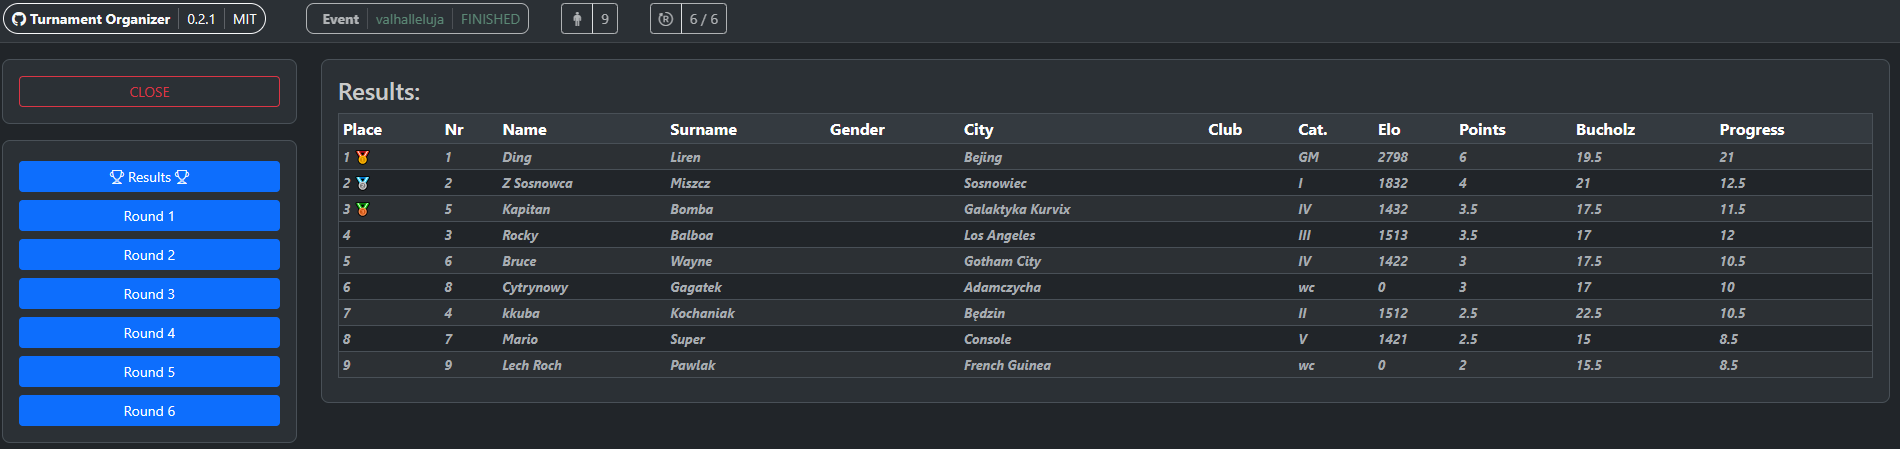 Turnament Organizer 0.2.1 MIT Event valhalleluja FINISHED 9 R 6 / 6
CLOSE
Results
Round 1
Round 2
Round 3
Round 4
Round 5
Round 6
Results:
Place Nr Name Surname Gender City Club Cat. Elo Points Bucholz Progress
1 1 Ding Liren Bejing GM 2798 6 19.5 21
2 2 Z Sosnowca Miszcz Sosnowiec I 1832 4 21 12.5
3 5 Kapitan Bomba Galaktyka Kurvix IV 1432 3.5 17.5 11.5
4 3 Rocky Balboa Los Angeles III 1513 3.5 17 12
5 6 Bruce Wayne Gotham City IV 1422 3 17.5 10.5
6 8 Cytrynowy Gagatek Adamczycha wc 0 3 17 10
7 4 kkuba Kochaniak Będzin II 1512 2.5 22.5 10.5
8 7 Mario Super Console V 1421 2.5 15 8.5
9 9 Lech Roch Pawlak French Guinea wc 0 2 15.5 8.5